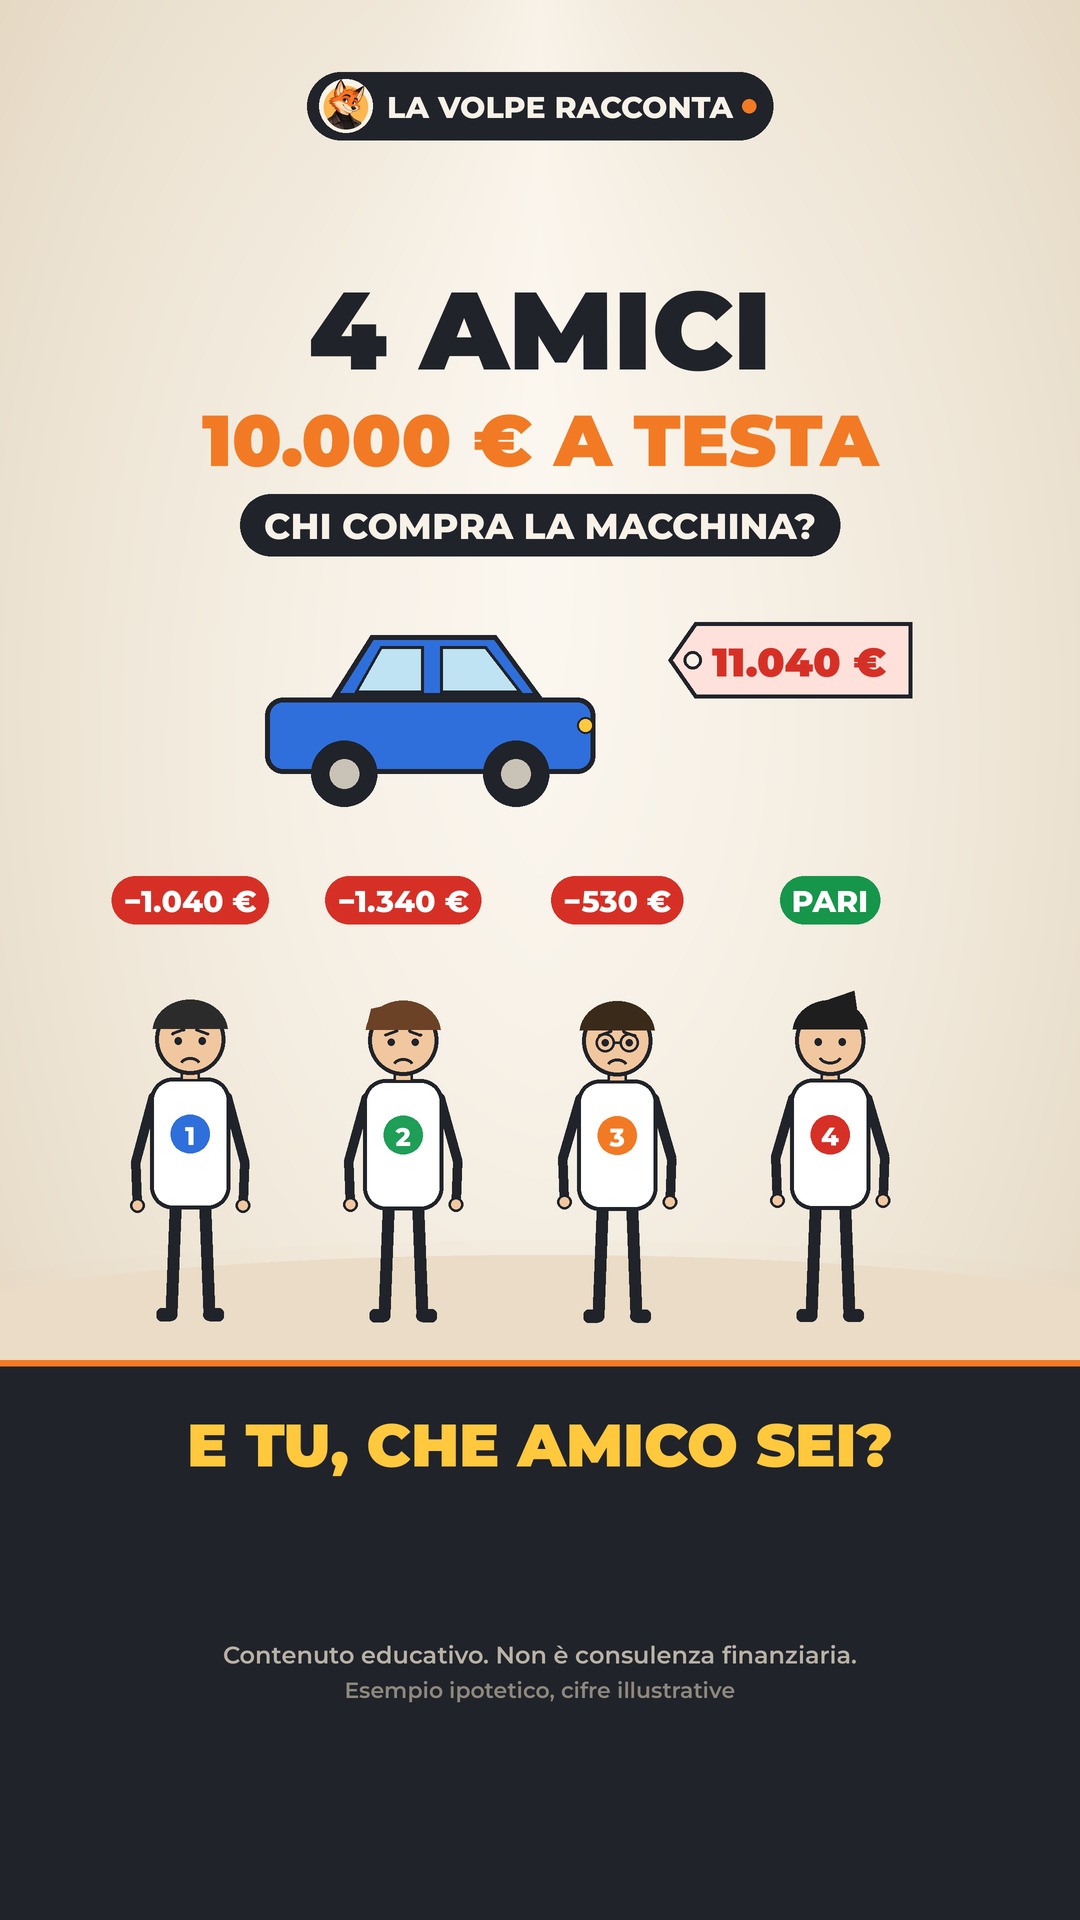 LA VOLPE RACCONTA
4 AMICI
10.000 € A TESTA
CHI COMPRA LA MACCHINA?
11.040 €
−1.040 € −1.340 € −530 € PARI
1 2 3 4
E TU, CHE AMICO SEI?
Contenuto educativo. Non è consulenza finanziaria.
Esempio ipotetico, cifre illustrative